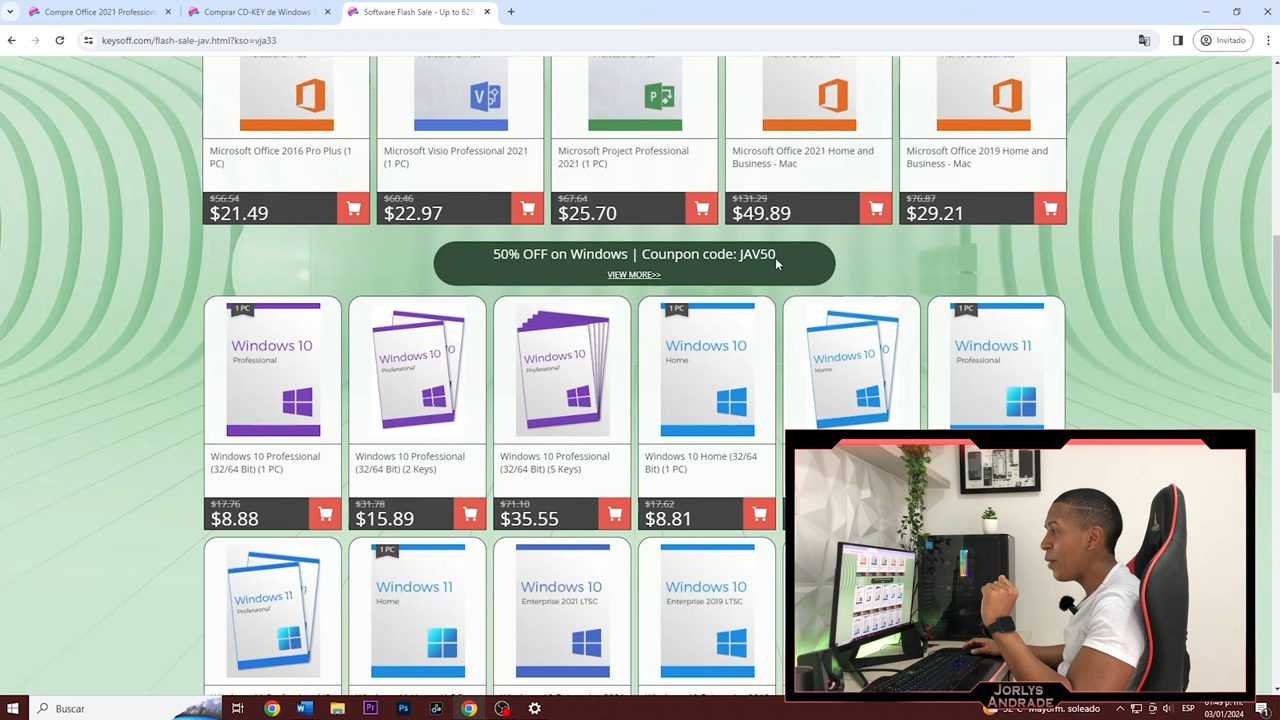 Compre Office 2021 Profession
Comprar CD-KEY de Windows
Software Flash Sale - Up to 62%
keysoff.com/flash-sale-jav.html?kso=vja33
Invitado
Microsoft Office 2016 Pro Plus (1
PC)
$56.54
$21.49
Microsoft Visio Professional 2021
(1 PC)
$60.46
$22.97
Microsoft Project Professional
2021 (1 PC)
$67.64
$25.70
Microsoft Office 2021 Home and
Business - Mac
$131.29
$49.89
Microsoft Office 2019 Home and
Business - Mac
$76.87
$29.21
50% OFF on Windows | Counpon code: JAV50
VIEW MORE>>
1 PC
Windows 10
Professional
Windows 10
Professional
Windows 10
Professional
1 PC
Windows 10
Home
Windows 10
Home
1 PC
Windows 11
Professional
Windows 10 Professional
(32/64 Bit) (1 PC)
$17.76
$8.88
Windows 10 Professional
(32/64 Bit) (2 Keys)
$31.78
$15.89
Windows 10 Professional
(32/64 Bit) (5 Keys)
$71.10
$35.55
Windows 10 Home (32/64
Bit) (1 PC)
$17.62
$8.81
Windows 11
Professional
1 PC
Windows 11
Home
Windows 10
Enterprise 2021 LTSC
Windows 10
Enterprise 2019 LTSC
JORLYS
ANDRADE
Buscar
32°C Mayorm. soleado
ESP
01:49 p. m.
03/01/2024